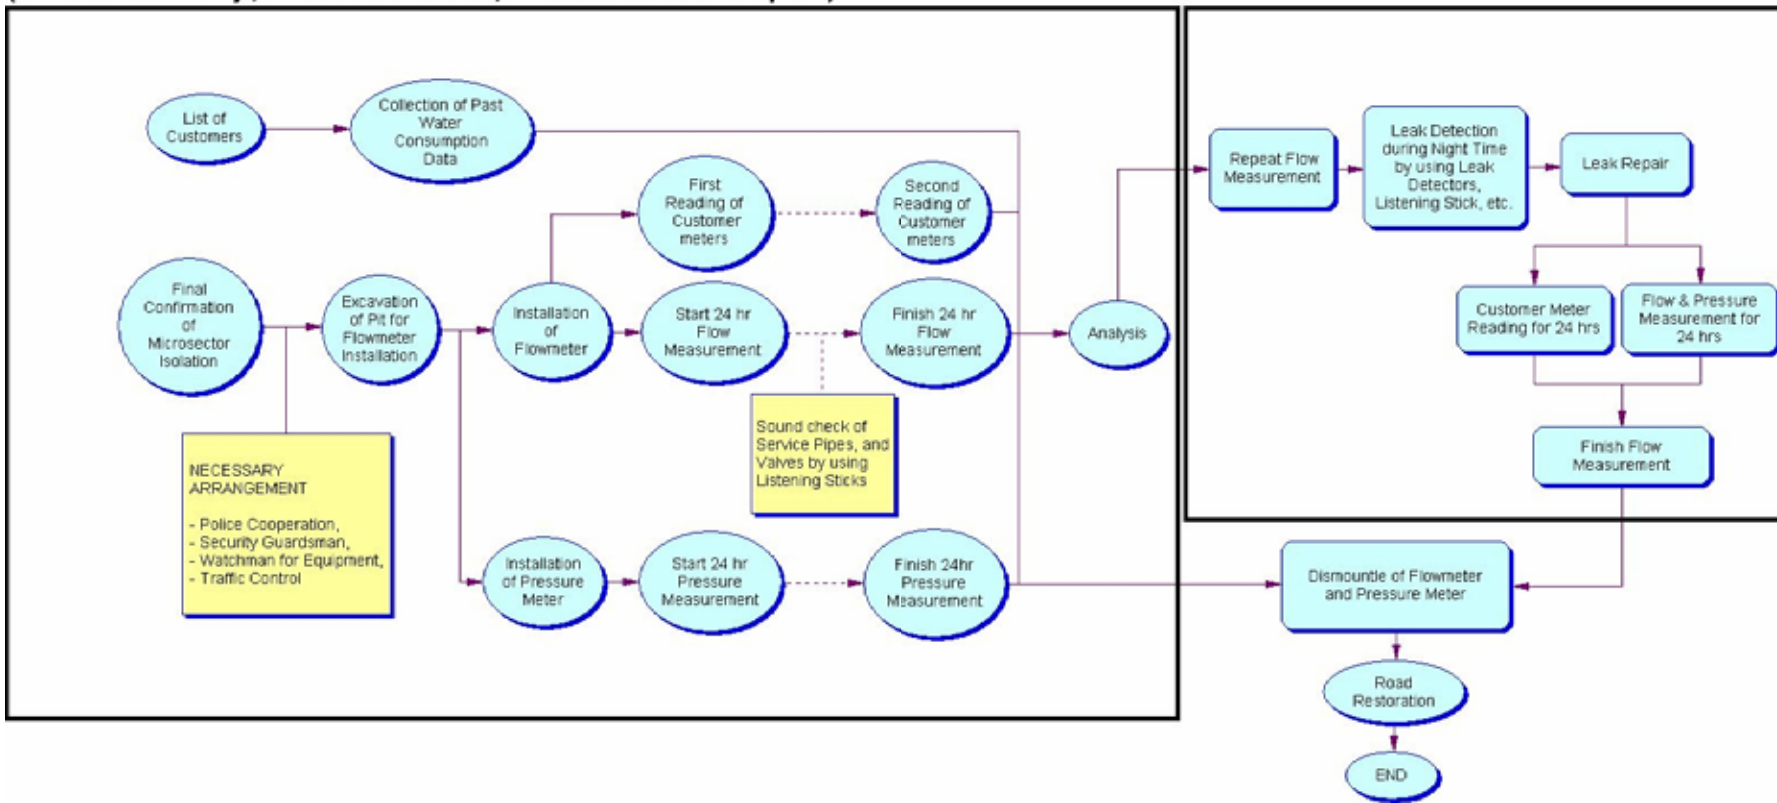 List of
Customers
Collection of Past
Water
Consumption
Data
First
Reading of
Customer
meters
Second
Reading of
Customer
meters
Final
Confirmation
of
Microsector
Isolation
Excavation
of Pit for
Flowmeter
Installation
Installation
of
Flowmeter
Start 24 hr
Flow
Measurement
Finish 24 hr
Flow
Measurement
Analysis
NECESSARY
ARRANGEMENT
- Police Cooperation,
- Security Guardsman,
- Watchman for Equipment,
- Traffic Control
Sound check of
Service Pipes, and
Valves by using
Listening Sticks
Installation
of Pressure
Meter
Start 24 hr
Pressure
Measurement
Finish 24hr
Pressure
Measurement
Repeat Flow
Measurement
Leak Detection
during Night Time
by using Leak
Detectors,
Listening Stick, etc.
Leak Repair
Customer Meter
Reading for 24 hrs
Flow & Pressure
Measurement for
24 hrs
Finish Flow
Measurement
Dismountle of Flowmeter
and Pressure Meter
Road
Restoration
END